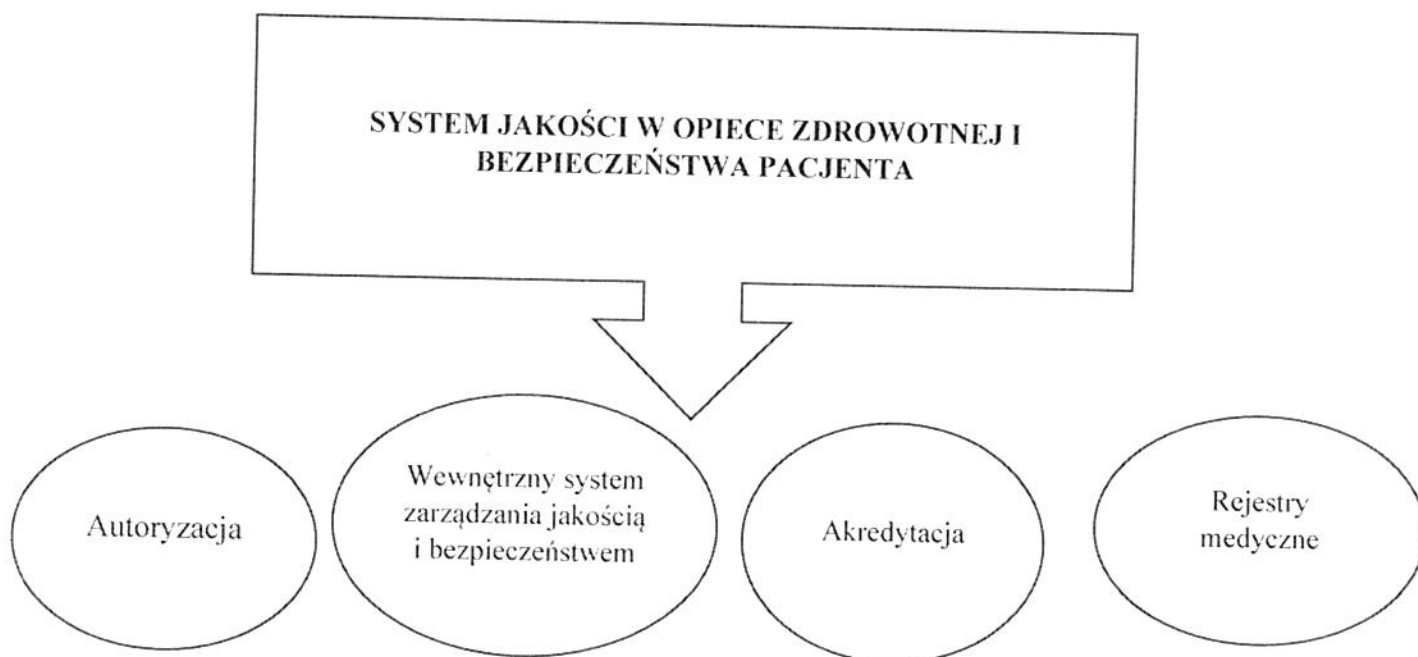 SYSTEM JAKOŚCI W OPIECE ZDROWOTNEJ I
BEZPIECZEŃSTWA PACJENTA
Autoryzacja
Wewnętrzny system
zarządzania jakością
i bezpieczeństwem
Akredytacja
Rejestry
medyczne